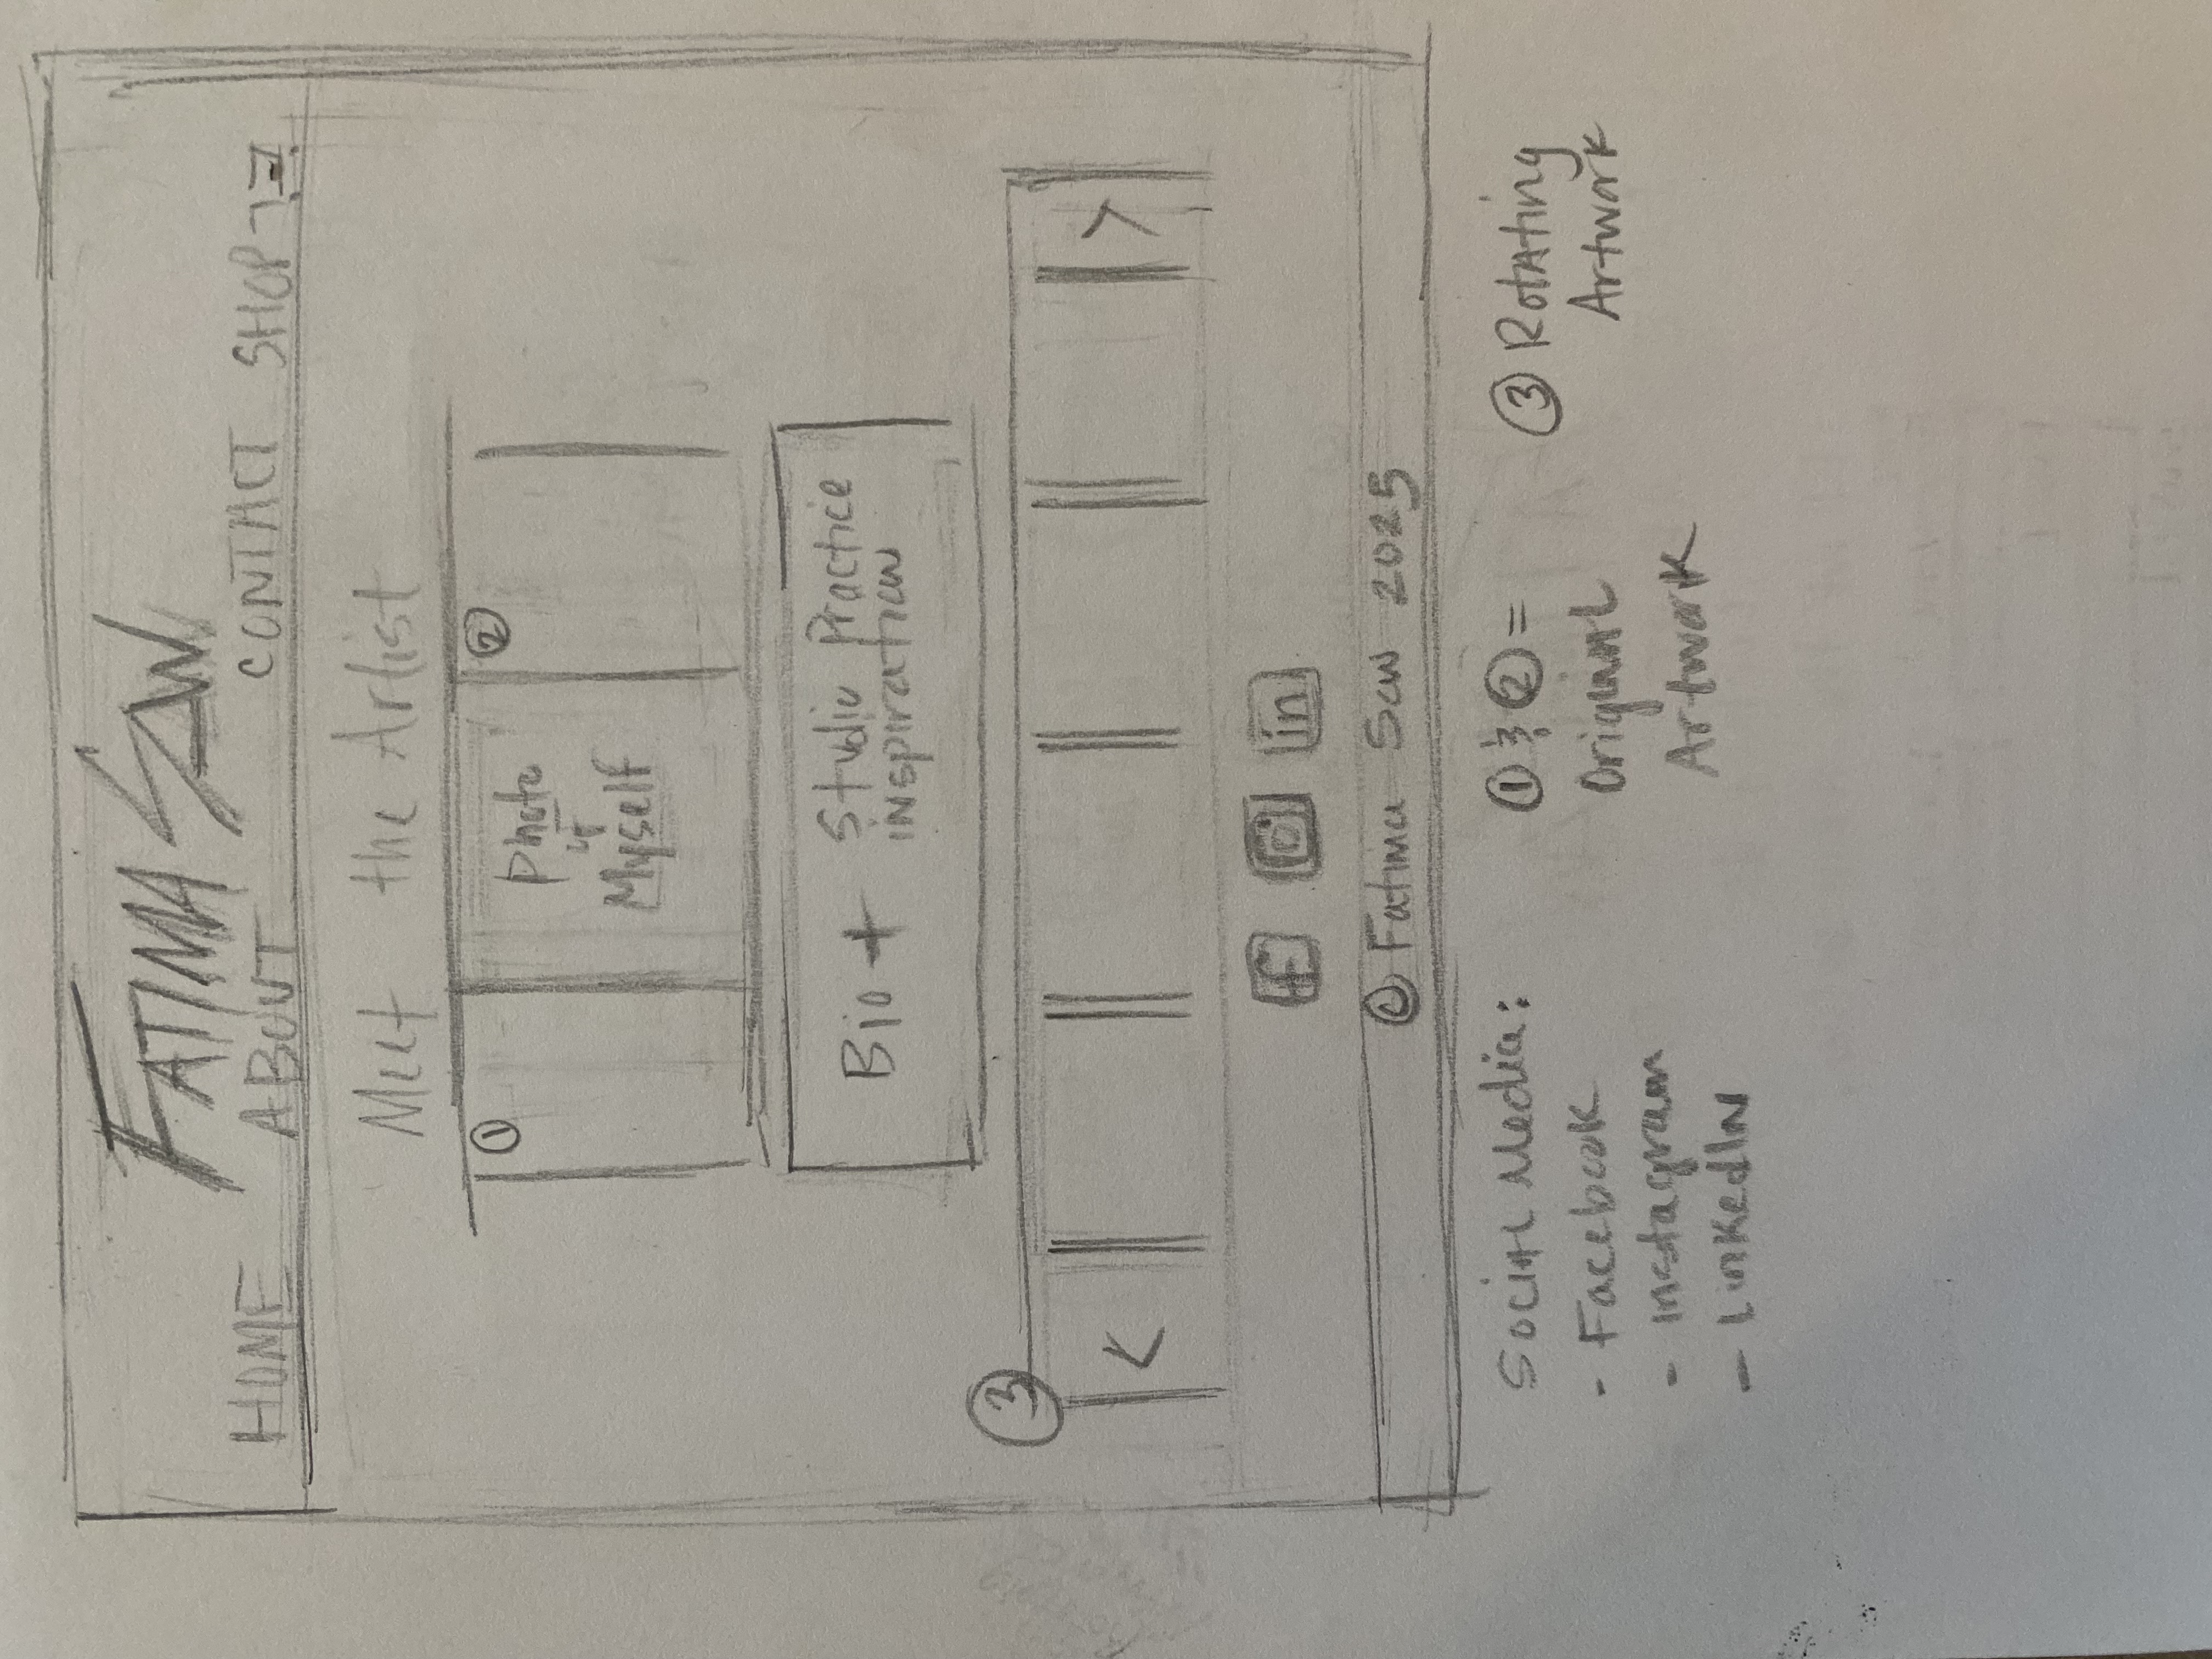 FATIMA SAW
HOME ABOUT CONTACT SHOP
Meet the Artist
① ②
Photo
of
Myself
Bio + Studio Practice
inspiration
③
< >
f in
© Fatima Saw 2025
Social Media: ① & ② = ③ Rotating
- Facebook Original Artwork
- Instagram Artwork
- LinkedIN